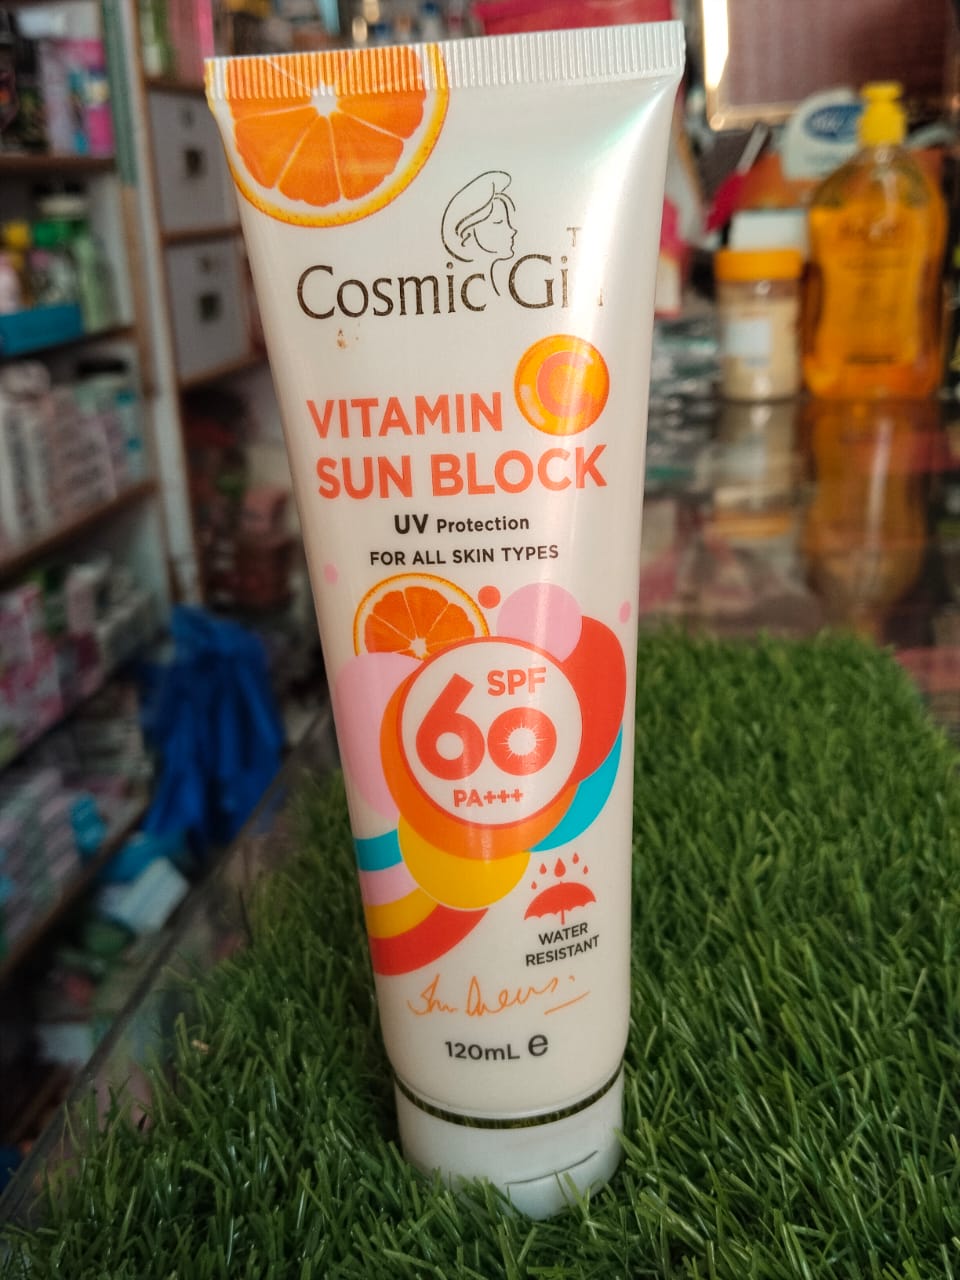 Cosmic Girl
VITAMIN C
SUN BLOCK
UV Protection
FOR ALL SKIN TYPES
SPF
60
PA+++
WATER
RESISTANT
120mL e